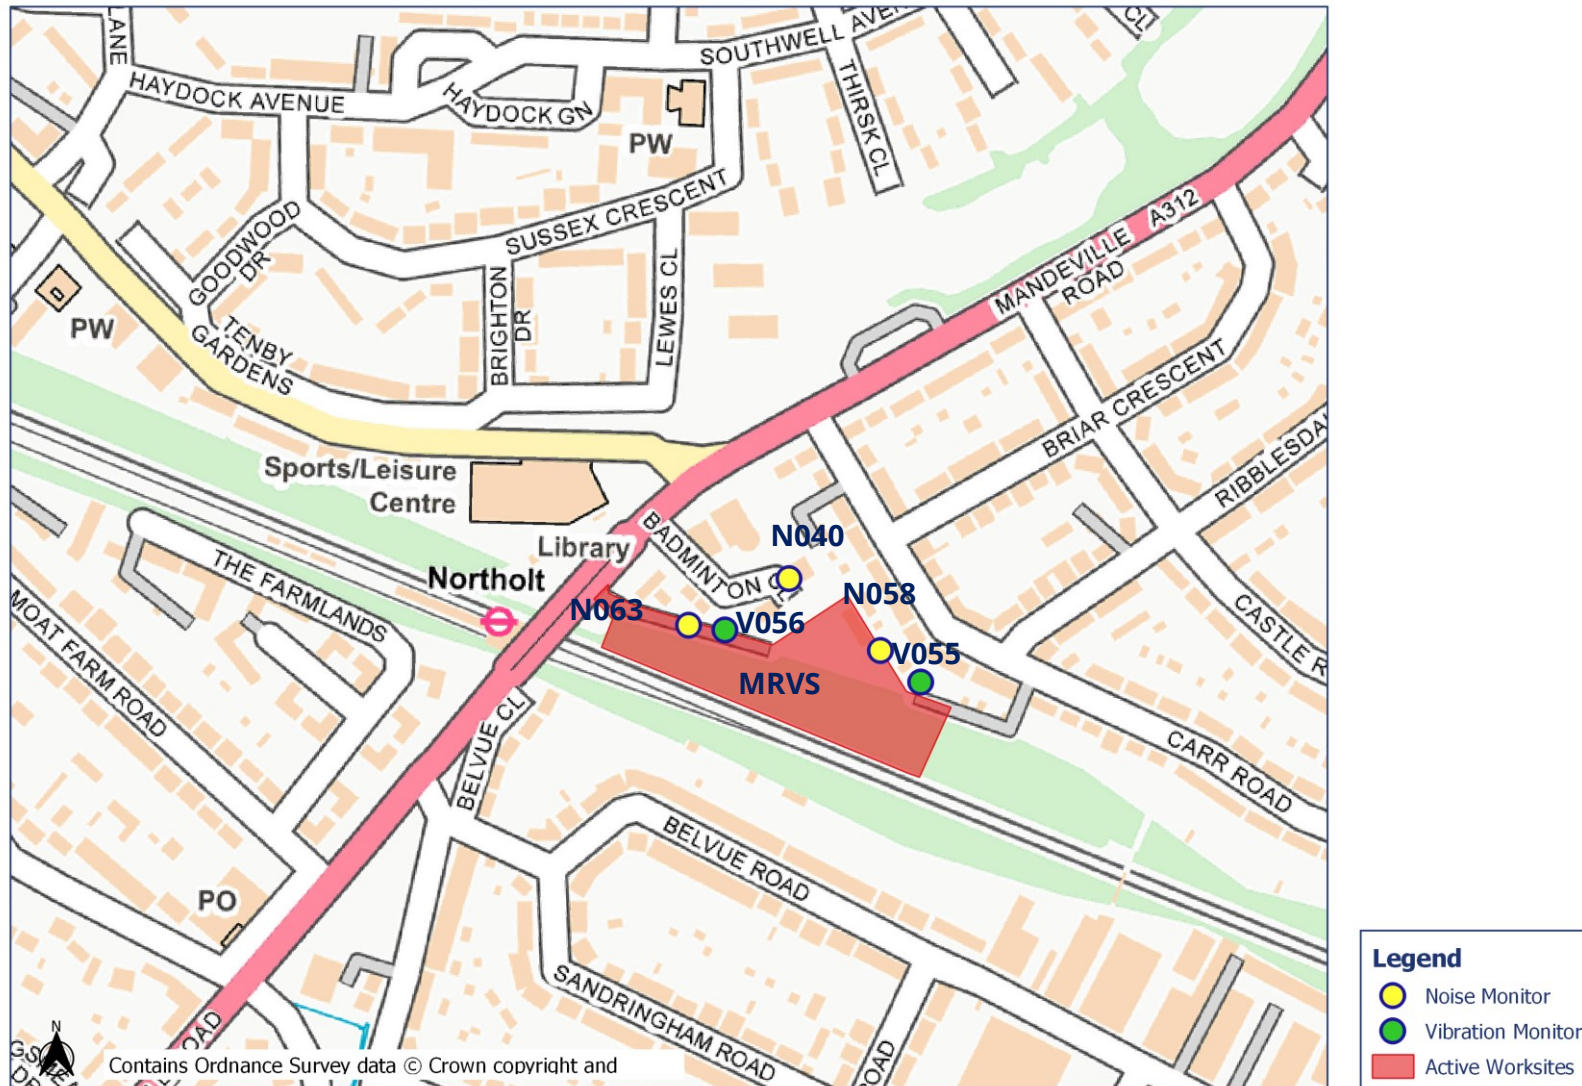 LANE
HAYDOCK AVENUE
HAYDOCK GN
SOUTHWELL AVE
CL
THIRSK CL
PW
SUSSEX CRESCENT
GOODWOOD
DR
MANDEVILLE
ROAD
A312
PW
TENBY
GARDENS
BRIGHTON
DR
LEWES CL
BRIAR CRESCENT
RIBBLESDA
Sports/Leisure
Centre
Library
BADMINTON CL
N040
Northolt
N063
V056
N058
V055
MRVS
THE FARMLANDS
MOAT FARM ROAD
CASTLE R
BELVUE CL
CARR ROAD
BELVUE ROAD
PO
SANDRINGHAM ROAD
OAD
OAD
DR
N
Contains Ordnance Survey data © Crown copyright and
Legend
Noise Monitor
Vibration Monitor
Active Worksites